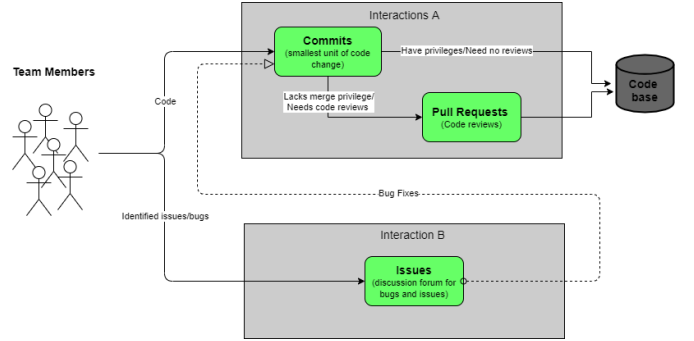 Interactions A
Commits
(smallest unit of code
change)
Have privileges/Need no reviews
Code
base
Team Members
Code
Lacks merge privilege/
Needs code reviews
Pull Requests
(Code reviews)
Bug Fixes
Identified issues/bugs
Interaction B
Issues
(discussion forum for
bugs and issues)